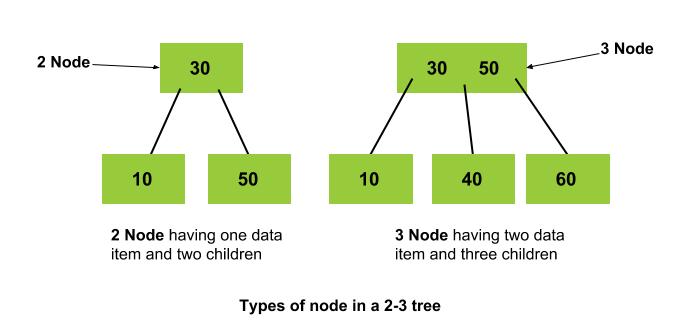 2 Node
30
10
50
2 Node having one data
item and two children
3 Node
30 50
10
40
60
3 Node having two data
item and three children
Types of node in a 2-3 tree